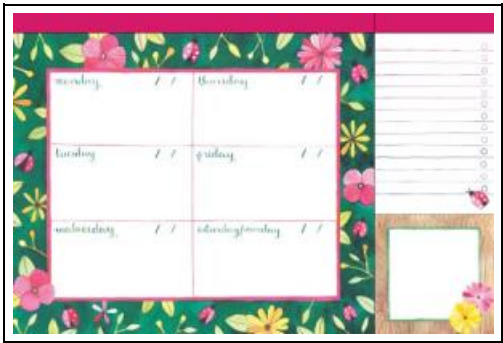 monday / /
thursday / /
tuesday / /
friday / /
wednesday / /
saturday/sunday / /